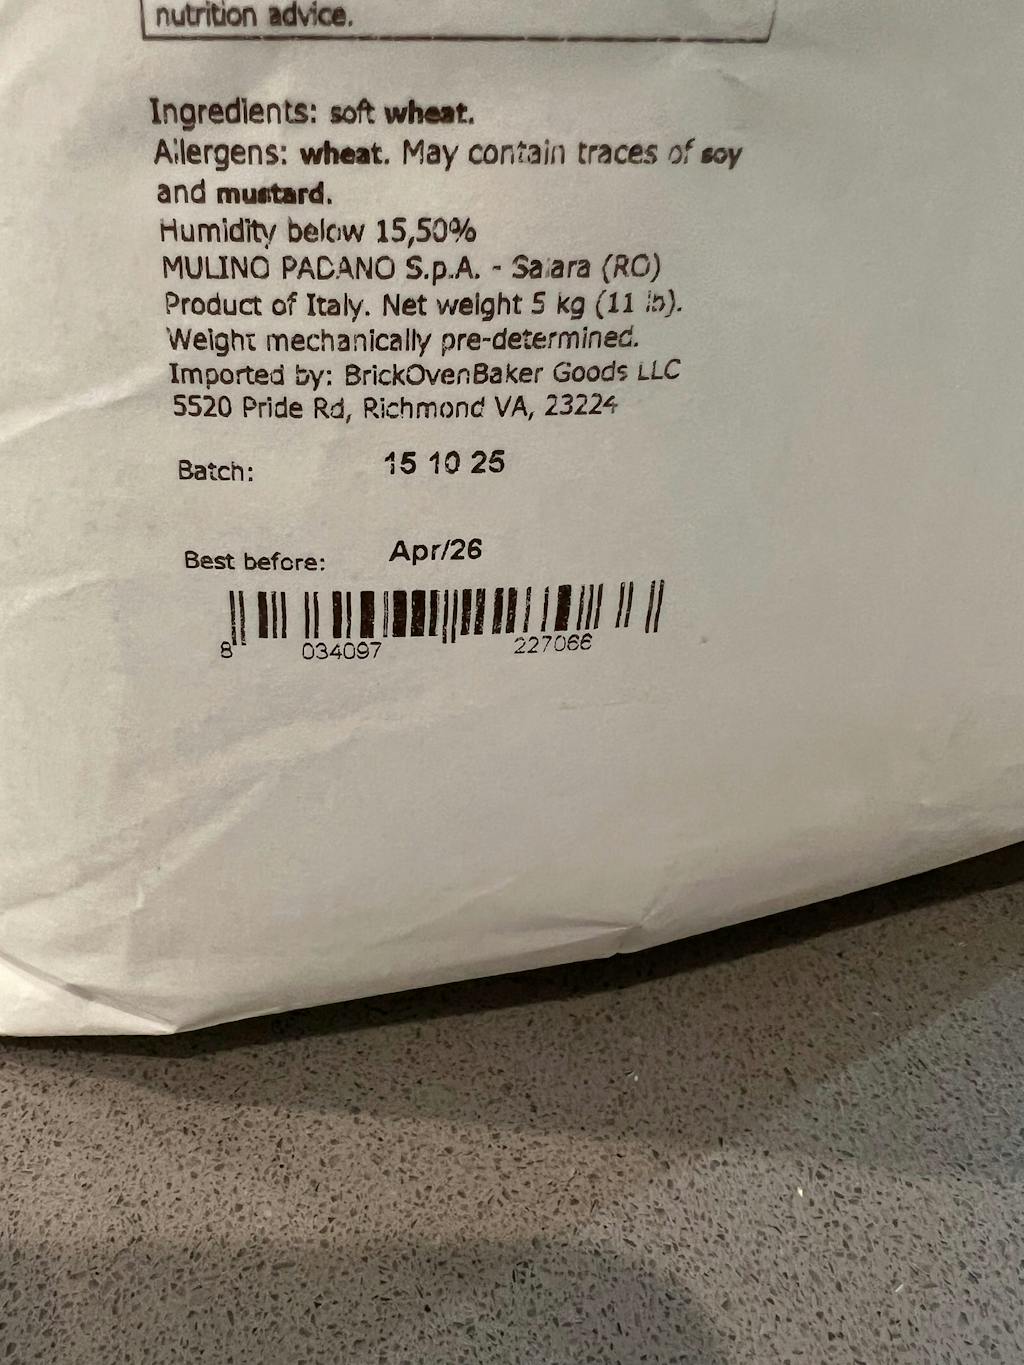 nutrition advice.
Ingredients: soft wheat.
Allergens: wheat. May contain traces of soy
and mustard.
Humidity below 15,50%
MULINO PADANO S.p.A. - Salara (RO)
Product of Italy. Net weight 5 kg (11 lb).
Weight mechanically pre-determined.
Imported by: BrickOvenBaker Goods LLC
5520 Pride Rd, Richmond VA, 23224
Batch: 15 10 25
Best before: Apr/26
8 034097 227066